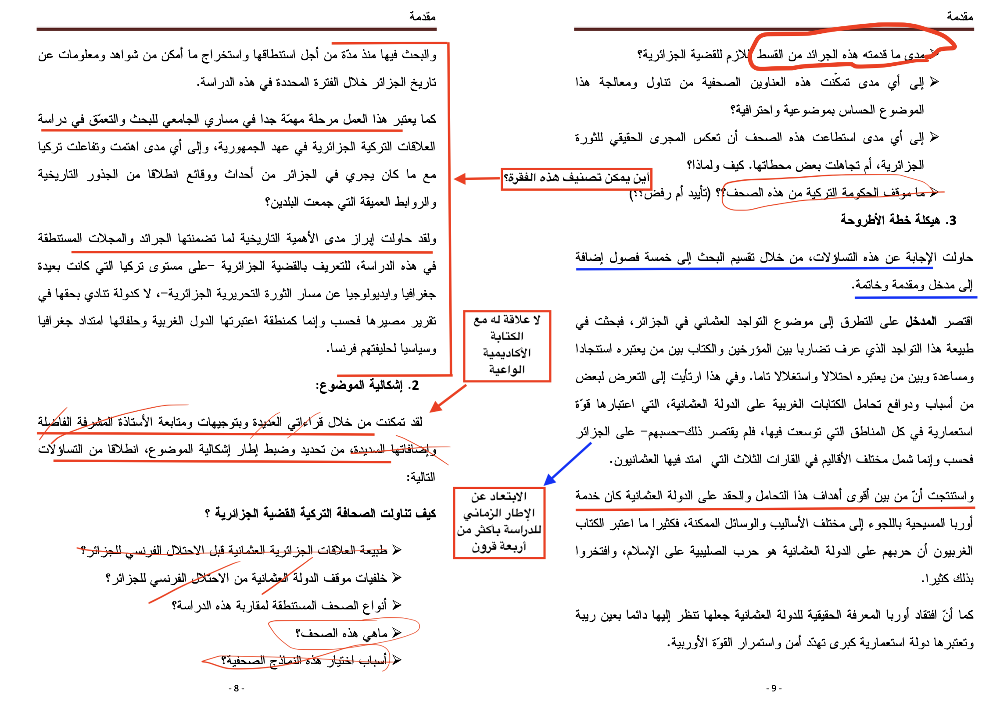 مقدمة
والبحث فيها منذ مدّة من أجل استنطاقها واستخراج ما أمكن من شواهد ومعلومات عن
تاريخ الجزائر خلال الفترة المحددة في هذه الدراسة.
كما يعتبر هذا العمل مرحلة مهمّة جدا في مساري الجامعي للبحث والتعمّق في دراسة
العلاقات التركية الجزائرية في عهد الجمهورية، وإلى أي مدى اهتمت وتفاعلت تركيا
مع ما كان يجري في الجزائر من أحداث ووقائع انطلاقا من الجذور التاريخية
والروابط العميقة التي جمعت البلدين؟
ولقد حاولت إبراز مدى الأهمية التاريخية لما تضمنتها الجرائد والمجلات المستنطقة
في هذه الدراسة، للتعريف بالقضية الجزائرية –على مستوى تركيا التي كانت بعيدة
جغرافيا وايديولوجيا عن مسار الثورة التحريرية الجزائرية–، لا كدولة تنادي بحقها في
تقرير مصيرها فحسب وإنما كمنطقة اعتبرتها الدول الغربية وحلفائها امتداد جغرافيا
وسياسيا لحليفتهم فرنسا.
2. إشكالية الموضوع:
لقد تمكنت من خلال قراءاتي العديدة وبتوجيهات ومتابعة الأستاذة المشرفة الفاضلة
وإضافاتها السديدة، من تحديد وضبط إطار إشكالية الموضوع، انطلاقا من التساؤلات
التالية:
كيف تناولت الصحافة التركية القضية الجزائرية ؟
➢ طبيعة العلاقات الجزائرية العثمانية قبل الاحتلال الفرنسي للجزائر؟
➢ خلفيات موقف الدولة العثمانية من الاحتلال الفرنسي للجزائر؟
➢ أنواع الصحف المستنطقة لمقاربة هذه الدراسة؟
➢ ماهي هذه الصحف؟
➢ أسباب اختيار هذه النماذج الصحفية؟
- 8 -
أين يمكن تصنيف هذه الفقرة؟
لا علاقة له مع
الكتابة
الأكاديمية
الواعية
الابتعاد عن
الإطار الزماني
للدراسة بأكثر من
أربعة قرون
مقدمة
➢ مدى ما قدمته هذه الجرائد من القسط اللازم للقضية الجزائرية؟
➢ إلى أي مدى تمكّنت هذه العناوين الصحفية من تناول ومعالجة هذا
الموضوع الحساس بموضوعية واحترافية؟
➢ إلى أي مدى استطاعت هذه الصحف أن تعكس المجرى الحقيقي للثورة
الجزائرية، أم تجاهلت بعض محطاتها. كيف ولماذا؟
➢ ما موقف الحكومة التركية من هذه الصحف؟؟ (تأييد أم رفض؟؟)
3. هيكلة خطة الأطروحة
حاولت الإجابة عن هذه التساؤلات، من خلال تقسيم البحث إلى خمسة فصول إضافة
إلى مدخل ومقدمة وخاتمة.
اقتصر المدخل على التطرق إلى موضوع التواجد العثماني في الجزائر، فبحثت في
طبيعة هذا التواجد الذي عرف تضاربا بين المؤرخين والكتاب بين من يعتبره استنجادا
ومساعدة وبين من يعتبره احتلالا واستغلالا تاما. وفي هذا ارتأيت إلى التعرض لبعض
من أسباب ودوافع تحامل الكتابات الغربية على الدولة العثمانية، التي اعتبارها قوّة
استعمارية في كل المناطق التي توسعت فيها، فلم يقتصر ذلك–حسبهم– على الجزائر
فحسب وإنما شمل مختلف الأقاليم في القارات الثلاث التي امتد فيها العثمانيون.
واستنتجت أنّ من بين أقوى أهداف هذا التحامل والحقد على الدولة العثمانية كان خدمة
أوربا المسيحية باللجوء إلى مختلف الأساليب والوسائل الممكنة، فكثيرا ما اعتبر الكتاب
الغربيون أن حربهم على الدولة العثمانية هو حرب الصليبية على الإسلام، وافتخروا
بذلك كثيرا.
كما أنّ افتقاد أوربا المعرفة الحقيقية للدولة العثمانية جعلها تنظر إليها دائما بعين ريبة
وتعتبرها دولة استعمارية كبرى تهدّد أمن واستمرار القوّة الأوربية.
- 9 -